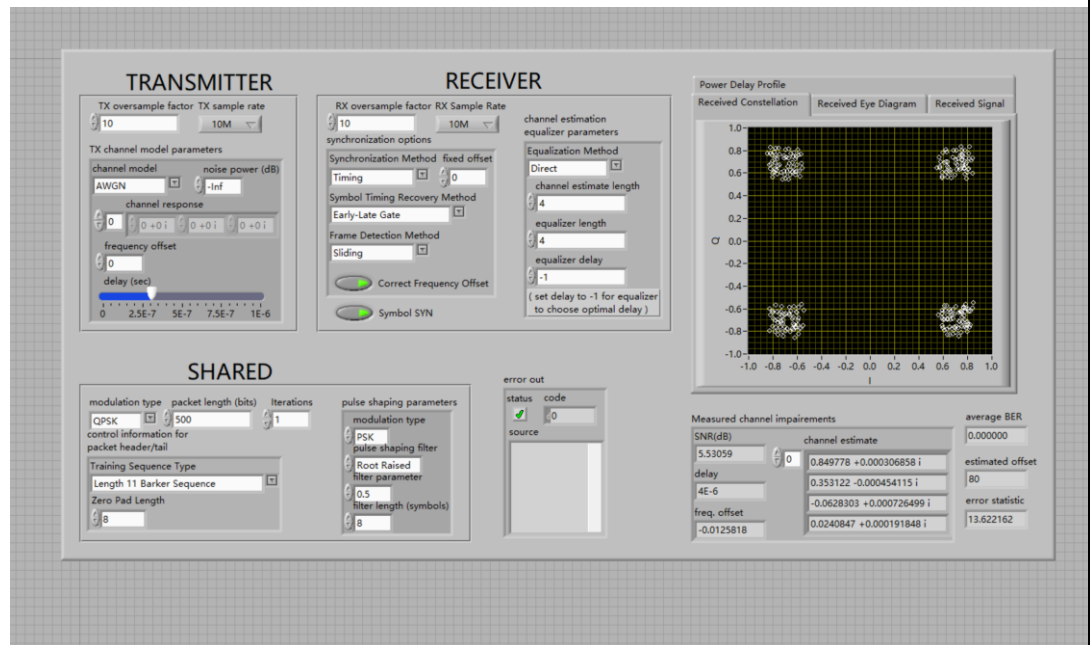 TRANSMITTER
TX oversample factor TX sample rate
10 10M
TX channel model parameters
channel model noise power (dB)
AWGN -Inf
channel response
0 0 +0 i 0 +0 i 0 +0 i
frequency offset
0
delay (sec)
0 2.5E-7 5E-7 7.5E-7 1E-6
RECEIVER
RX oversample factor RX Sample Rate
10 10M
synchronization options
Synchronization Method fixed offset
Timing 0
Symbol Timing Recovery Method
Early-Late Gate
Frame Detection Method
Sliding
Correct Frequency Offset
Symbol SYN
channel estimation
equalizer parameters
Equalization Method
Direct
channel estimate length
4
equalizer length
4
equalizer delay
-1
( set delay to -1 for equalizer
to choose optimal delay )
Power Delay Profile
Received Constellation Received Eye Diagram Received Signal
1.0
0.8
0.6
0.4
0.2
0.0
-0.2
-0.4
-0.6
-0.8
-1.0
Q
-1.0 -0.8 -0.6 -0.4 -0.2 0.0 0.2 0.4 0.6 0.8 1.0
I
SHARED
modulation type packet length (bits) Iterations
QPSK 500 1
control information for
packet header/tail
Training Sequence Type
Length 11 Barker Sequence
Zero Pad Length
8
pulse shaping parameters
modulation type
PSK
pulse shaping filter
Root Raised
filter parameter
0.5
filter length (symbols)
8
error out
status code
0
source
Measured channel impairements
SNR(dB)
5.53059
delay
4E-6
freq. offset
-0.0125818
channel estimate
0
0.849778 +0.000306858 i
0.353122 -0.000454115 i
-0.0628303 +0.000726499 i
0.0240847 +0.000191848 i
average BER
0.000000
estimated offset
80
error statistic
13.622162